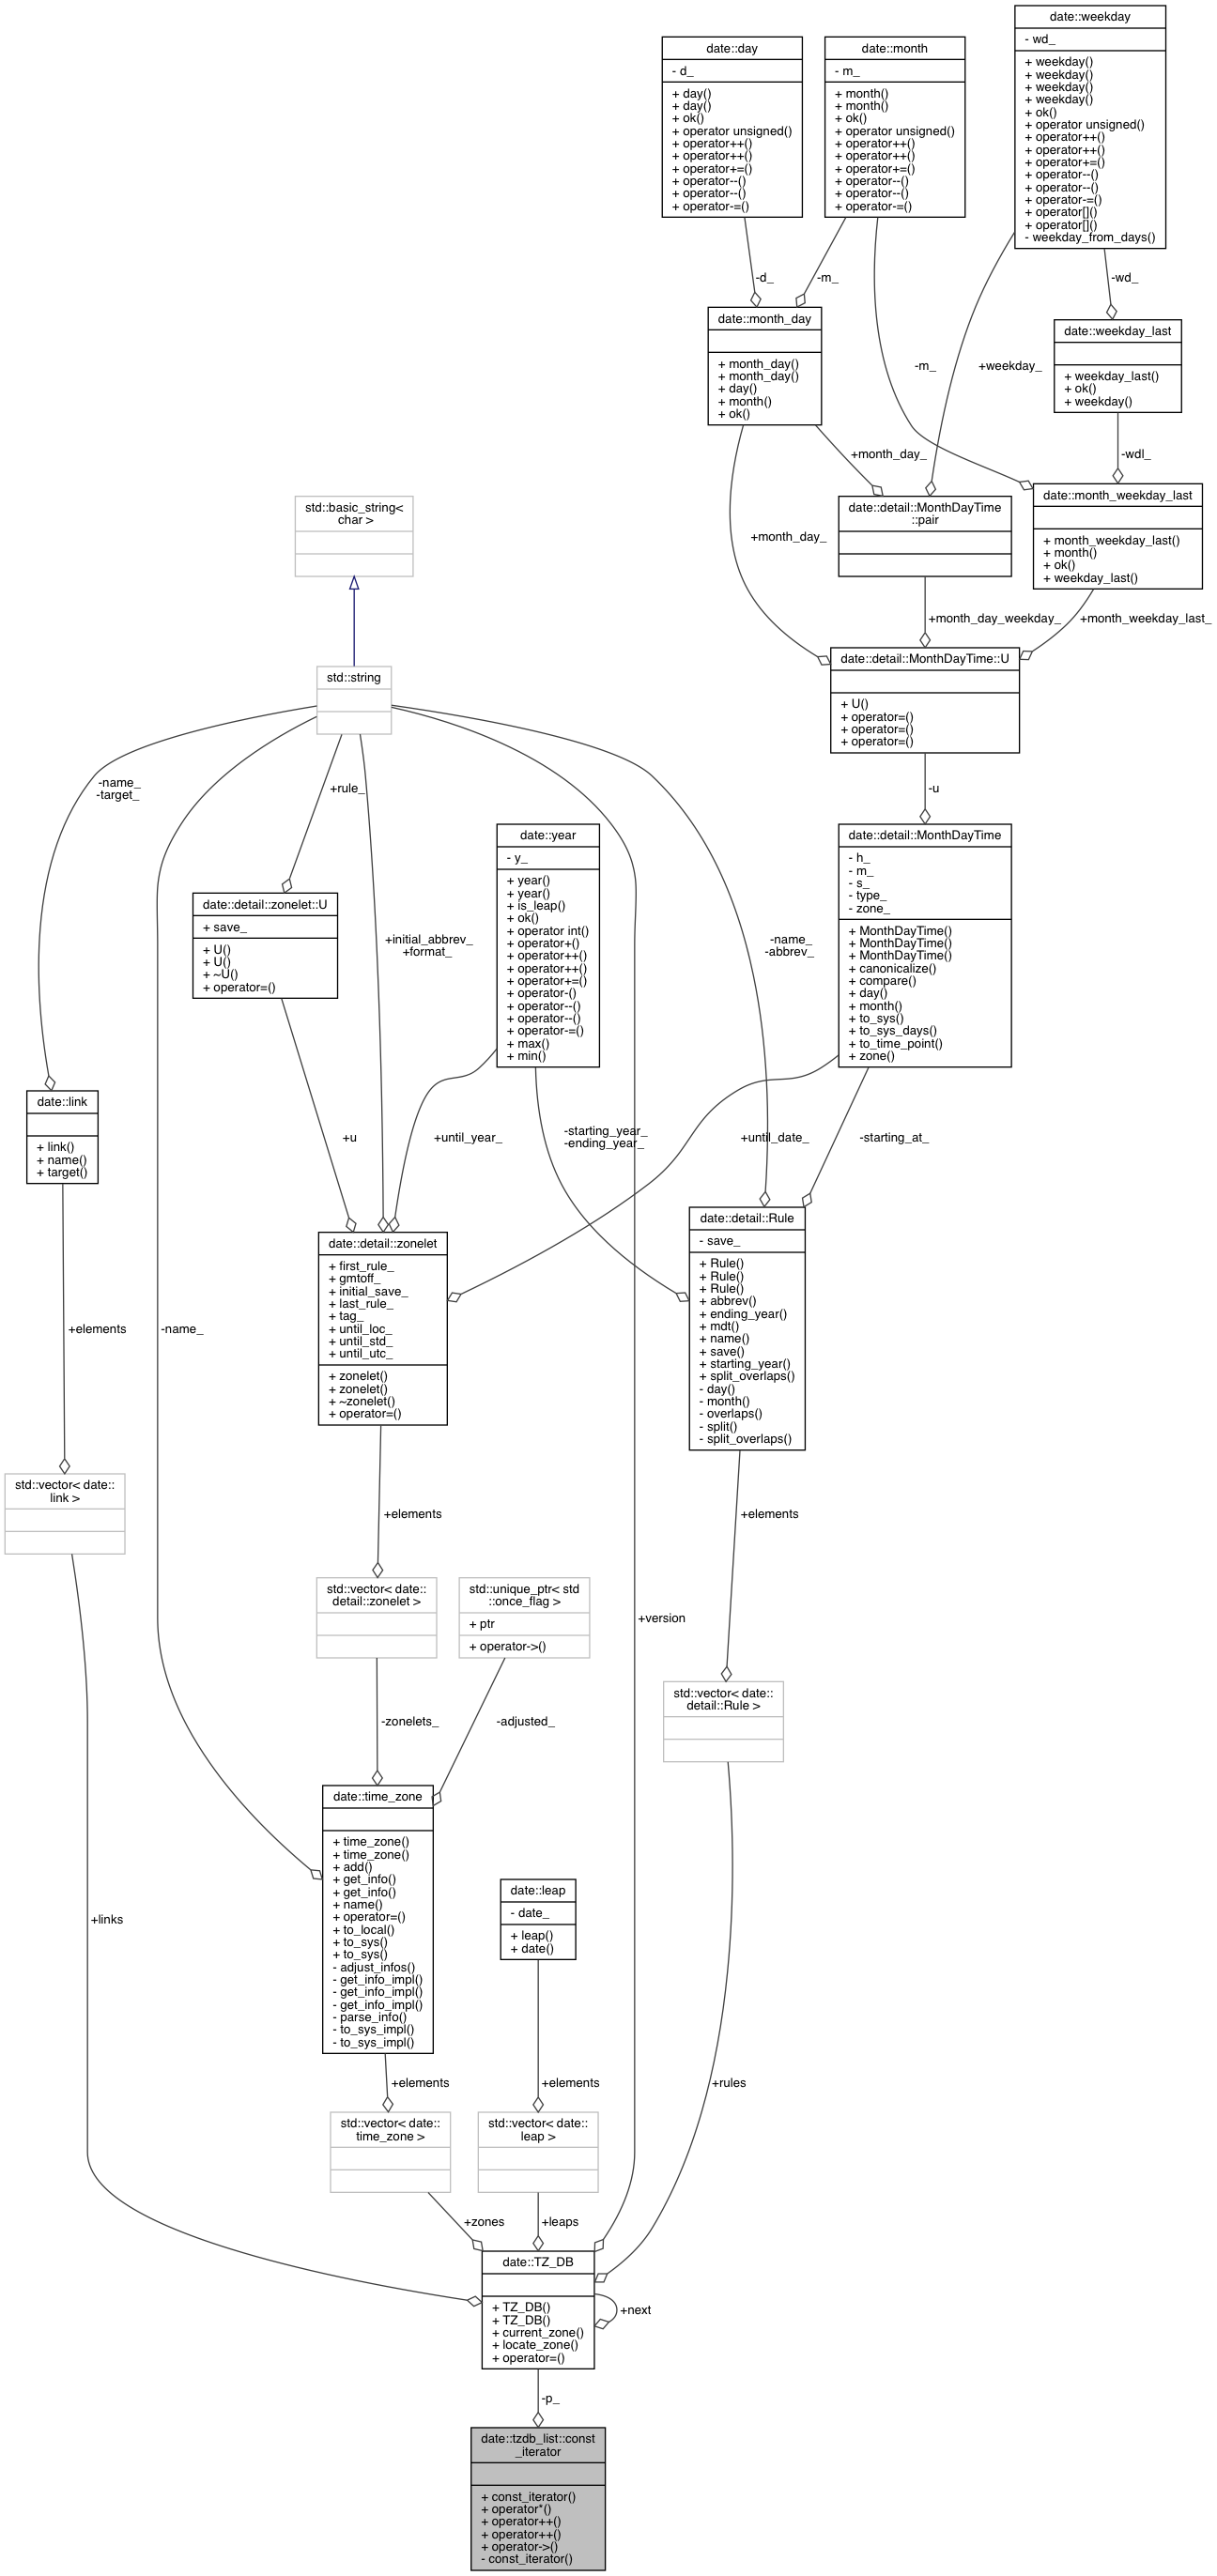 date::weekday
- wd_
+ weekday()
+ weekday()
+ weekday()
+ weekday()
+ ok()
+ operator unsigned()
+ operator++()
+ operator++()
+ operator+=()
+ operator--()
+ operator--()
+ operator-=()
+ operator[]()
+ operator[]()
- weekday_from_days()
date::day
- d_
+ day()
+ day()
+ ok()
+ operator unsigned()
+ operator++()
+ operator++()
+ operator+=()
+ operator--()
+ operator--()
+ operator-=()
date::month
- m_
+ month()
+ month()
+ ok()
+ operator unsigned()
+ operator++()
+ operator++()
+ operator+=()
+ operator--()
+ operator--()
+ operator-=()
-d_
-m_
-wd_
date::month_day
+ month_day()
+ month_day()
+ day()
+ month()
+ ok()
-m_
+weekday_
date::weekday_last
+ weekday_last()
+ ok()
+ weekday()
+month_day_
-wdl_
std::basic_string<
char >
date::detail::MonthDayTime
::pair
date::month_weekday_last
+ month_weekday_last()
+ month()
+ ok()
+ weekday_last()
+month_day_
+month_day_weekday_
+month_weekday_last_
std::string
date::detail::MonthDayTime::U
+ U()
+ operator=()
+ operator=()
+ operator=()
-name_
-target_
+rule_
-u
date::detail::zonelet::U
+ save_
+ U()
+ U()
+ ~U()
+ operator=()
+initial_abbrev_
+format_
date::year
- y_
+ year()
+ year()
+ is_leap()
+ ok()
+ operator int()
+ operator+()
+ operator++()
+ operator++()
+ operator+=()
+ operator-()
+ operator--()
+ operator--()
+ operator-=()
+ max()
+ min()
-name_
-abbrev_
date::detail::MonthDayTime
- h_
- m_
- s_
- type_
- zone_
+ MonthDayTime()
+ MonthDayTime()
+ MonthDayTime()
+ canonicalize()
+ compare()
+ day()
+ month()
+ to_sys()
+ to_sys_days()
+ to_time_point()
+ zone()
date::link
+ link()
+ name()
+ target()
+u
+until_year_
-starting_year_
-ending_year_
+until_date_
-starting_at_
date::detail::zonelet
+ first_rule_
+ gmtoff_
+ initial_save_
+ last_rule_
+ tag_
+ until_loc_
+ until_std_
+ until_utc_
+ zonelet()
+ zonelet()
+ ~zonelet()
+ operator=()
date::detail::Rule
- save_
+ Rule()
+ Rule()
+ Rule()
+ abbrev()
+ ending_year()
+ mdt()
+ name()
+ save()
+ starting_year()
+ split_overlaps()
- day()
- month()
- overlaps()
- split()
- split_overlaps()
+elements
-name_
std::vector< date::
link >
+elements
+elements
std::vector< date::
detail::zonelet >
std::unique_ptr< std
::once_flag >
+ ptr
+ operator->()
+version
std::vector< date::
detail::Rule >
-zonelets_
-adjusted_
date::time_zone
+ time_zone()
+ time_zone()
+ add()
+ get_info()
+ get_info()
+ name()
+ operator=()
+ to_local()
+ to_sys()
+ to_sys()
- adjust_infos()
- get_info_impl()
- get_info_impl()
- get_info_impl()
- parse_info()
- to_sys_impl()
- to_sys_impl()
date::leap
- date_
+ leap()
+ date()
+links
+elements
+elements
+rules
std::vector< date::
time_zone >
std::vector< date::
leap >
+zones
+leaps
date::TZ_DB
+ TZ_DB()
+ TZ_DB()
+ current_zone()
+ locate_zone()
+ operator=()
+next
-p_
date::tzdb_list::const
_iterator
+ const_iterator()
+ operator*()
+ operator++()
+ operator++()
+ operator->()
- const_iterator()